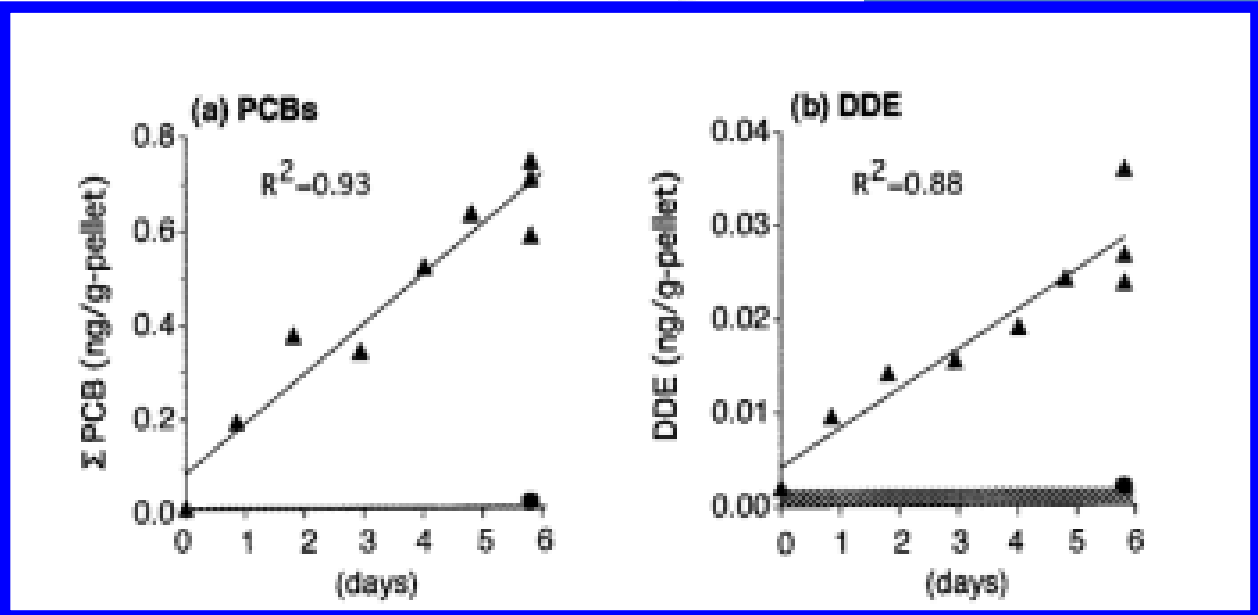 (a) PCBs
R²=0.93
Σ PCB (ng/g-pellet)
0.8
0.6
0.4
0.2
0.0
0 1 2 3 4 5 6
(days)
(b) DDE
R²=0.88
DDE (ng/g-pellet)
0.04
0.03
0.02
0.01
0.00
0 1 2 3 4 5 6
(days)